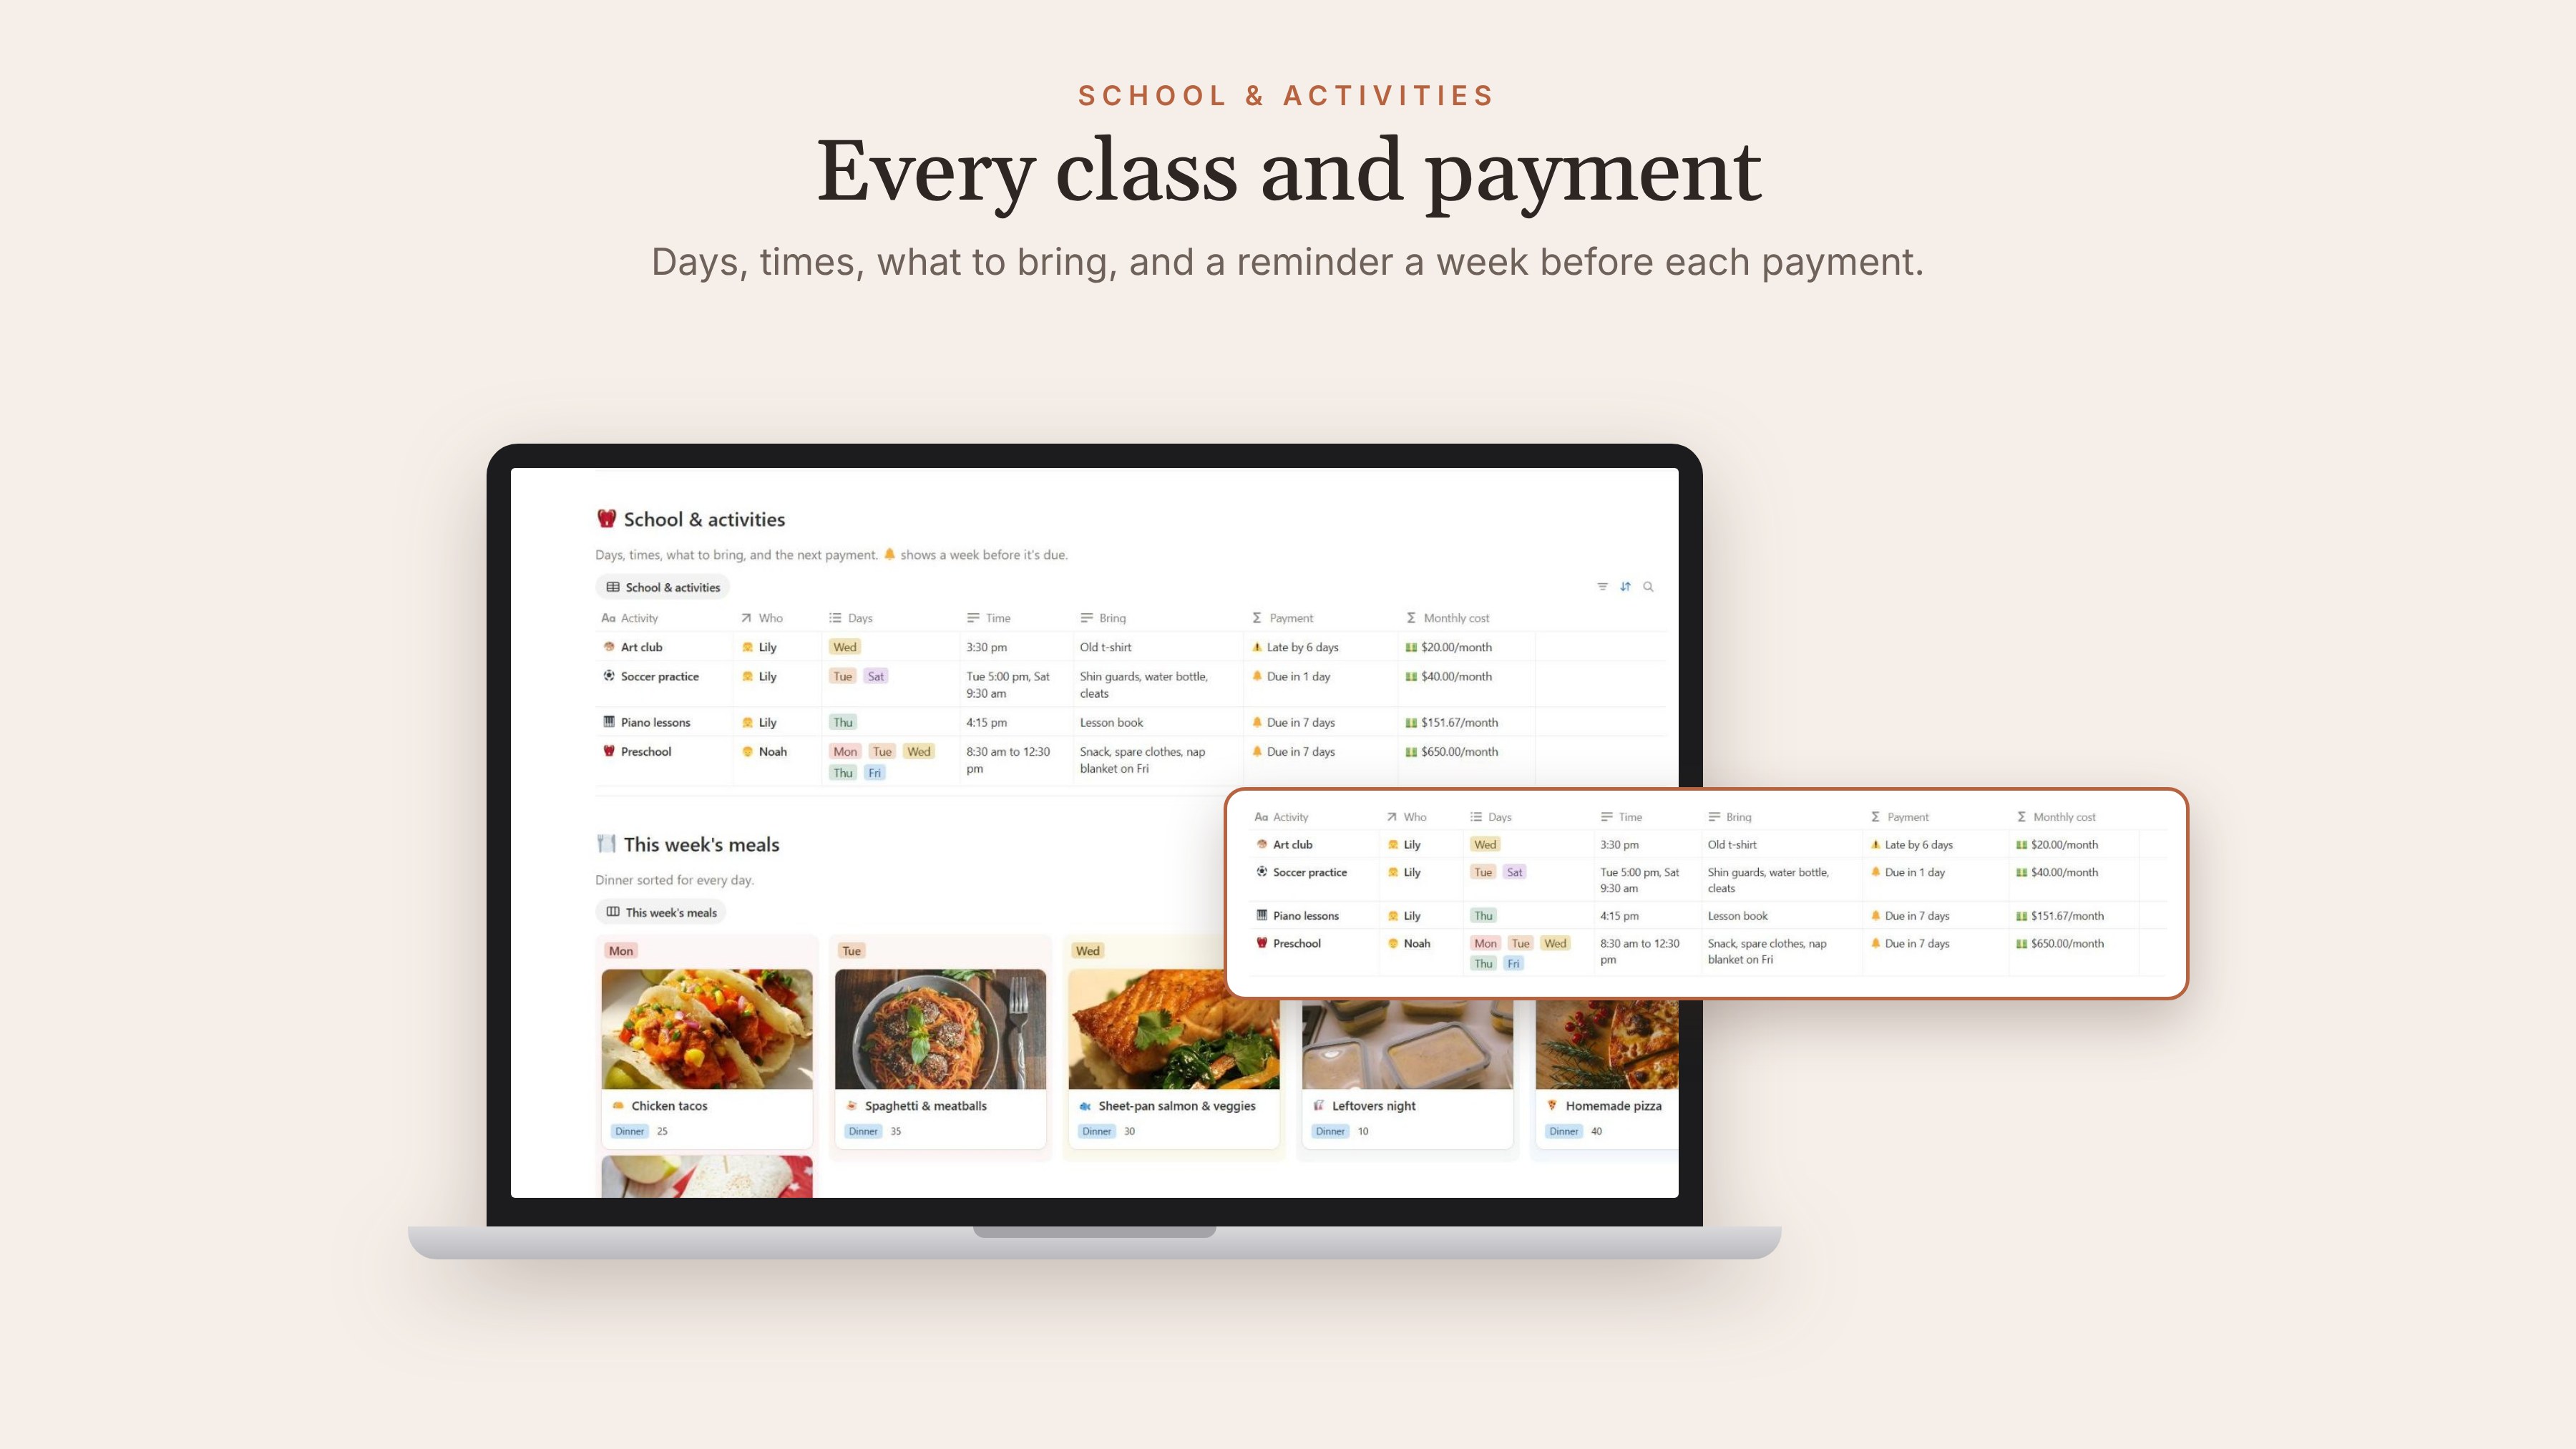 SCHOOL & ACTIVITIES
Every class and payment
Days, times, what to bring, and a reminder a week before each payment.
School & activities
Days, times, what to bring, and the next payment. shows a week before it's due.
School & activities
Aa Activity Who Days Time Bring Payment Monthly cost
Art club Lily Wed 3:30 pm Old t-shirt Late by 6 days $20.00/month
Soccer practice Lily Tue Sat Tue 5:00 pm, Sat Shin guards, water bottle, Due in 1 day $40.00/month
9:30 am cleats
Piano lessons Lily Thu 4:15 pm Lesson book Due in 7 days $151.67/month
Preschool Noah Mon Tue Wed 8:30 am to 12:30 Snack, spare clothes, nap Due in 7 days $650.00/month
Thu Fri pm blanket on Fri
Aa Activity Who Days Time Bring Payment Monthly cost
Art club Lily Wed 3:30 pm Old t-shirt Late by 6 days $20.00/month
Soccer practice Lily Tue Sat Tue 5:00 pm, Sat Shin guards, water bottle, Due in 1 day $40.00/month
9:30 am cleats
Piano lessons Lily Thu 4:15 pm Lesson book Due in 7 days $151.67/month
Preschool Noah Mon Tue Wed 8:30 am to 12:30 Snack, spare clothes, nap Due in 7 days $650.00/month
Thu Fri pm blanket on Fri
This week's meals
Dinner sorted for every day.
This week's meals
Mon Tue Wed
Chicken tacos Spaghetti & meatballs Sheet-pan salmon & veggies Leftovers night Homemade pizza
Dinner 25 Dinner 35 Dinner 30 Dinner 10 Dinner 40